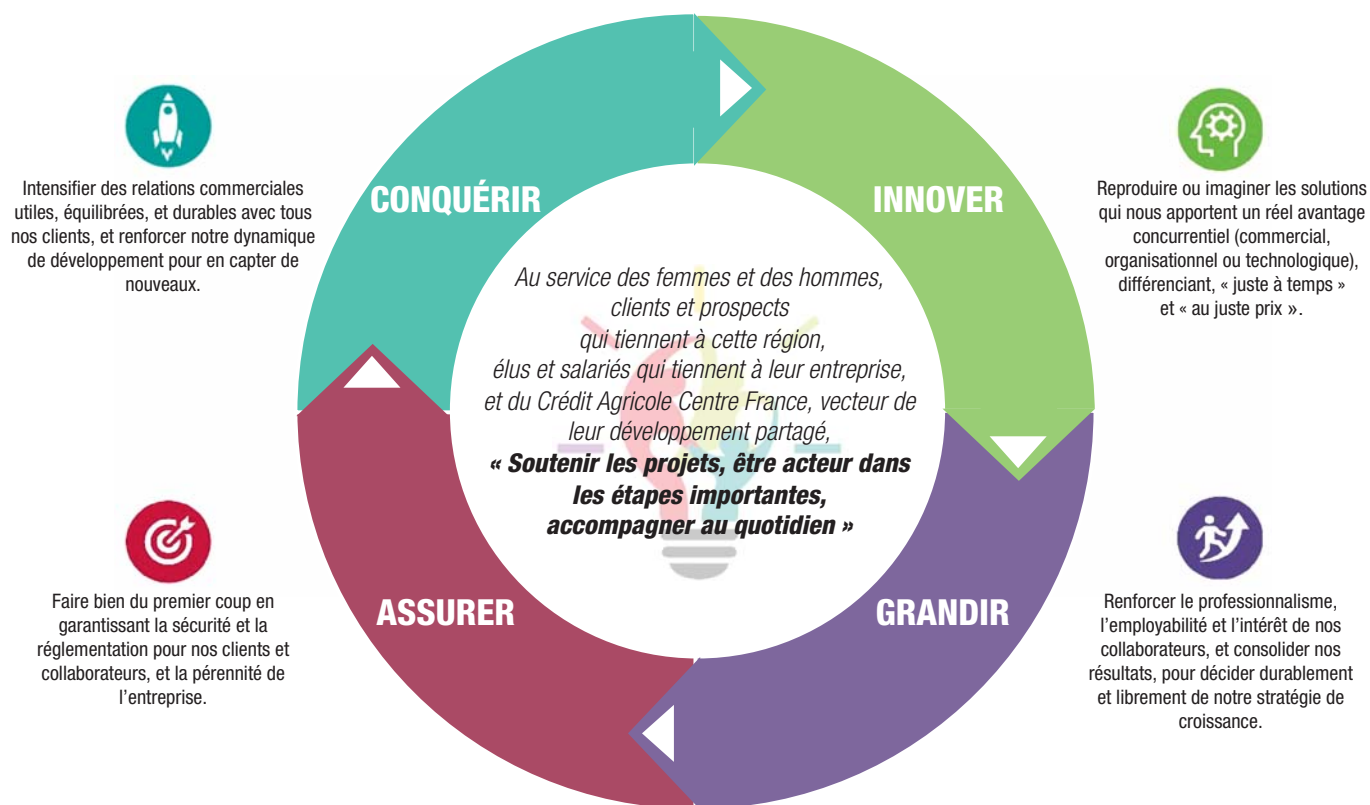 CONQUÉRIR
Intensifier des relations commerciales
utiles, équilibrées, et durables avec tous
nos clients, et renforcer notre dynamique
de développement pour en capter de
nouveaux.
INNOVER
Reproduire ou imaginer les solutions
qui nous apportent un réel avantage
concurrentiel (commercial,
organisationnel ou technologique),
différenciant, « juste à temps »
et « au juste prix ».
Au service des femmes et des hommes,
clients et prospects
qui tiennent à cette région,
élus et salariés qui tiennent à leur entreprise,
et du Crédit Agricole Centre France, vecteur de
leur développement partagé,
« Soutenir les projets, être acteur dans
les étapes importantes,
accompagner au quotidien »
ASSURER
Faire bien du premier coup en
garantissant la sécurité et la
réglementation pour nos clients et
collaborateurs, et la pérennité de
l’entreprise.
GRANDIR
Renforcer le professionnalisme,
l’employabilité et l’intérêt de nos
collaborateurs, et consolider nos
résultats, pour décider durablement
et librement de notre stratégie de
croissance.